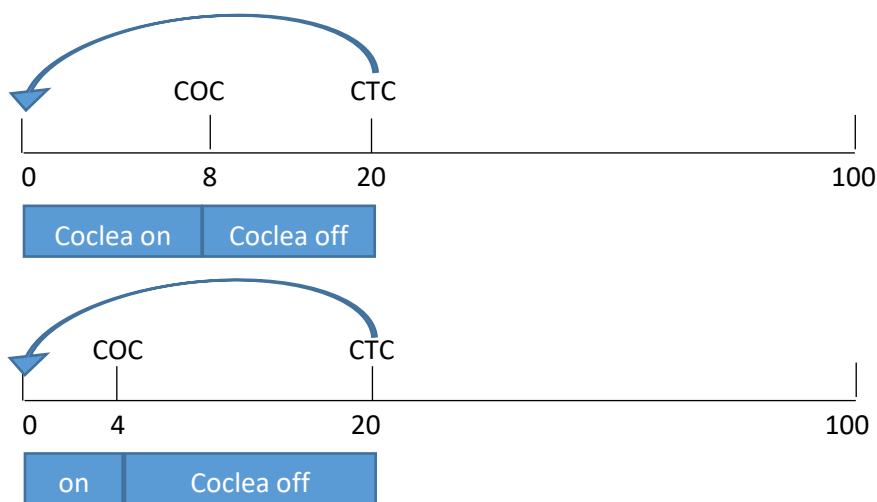 COC CTC
0 8 20 100
Coclea on Coclea off
COC CTC
0 4 20 100
on Coclea off